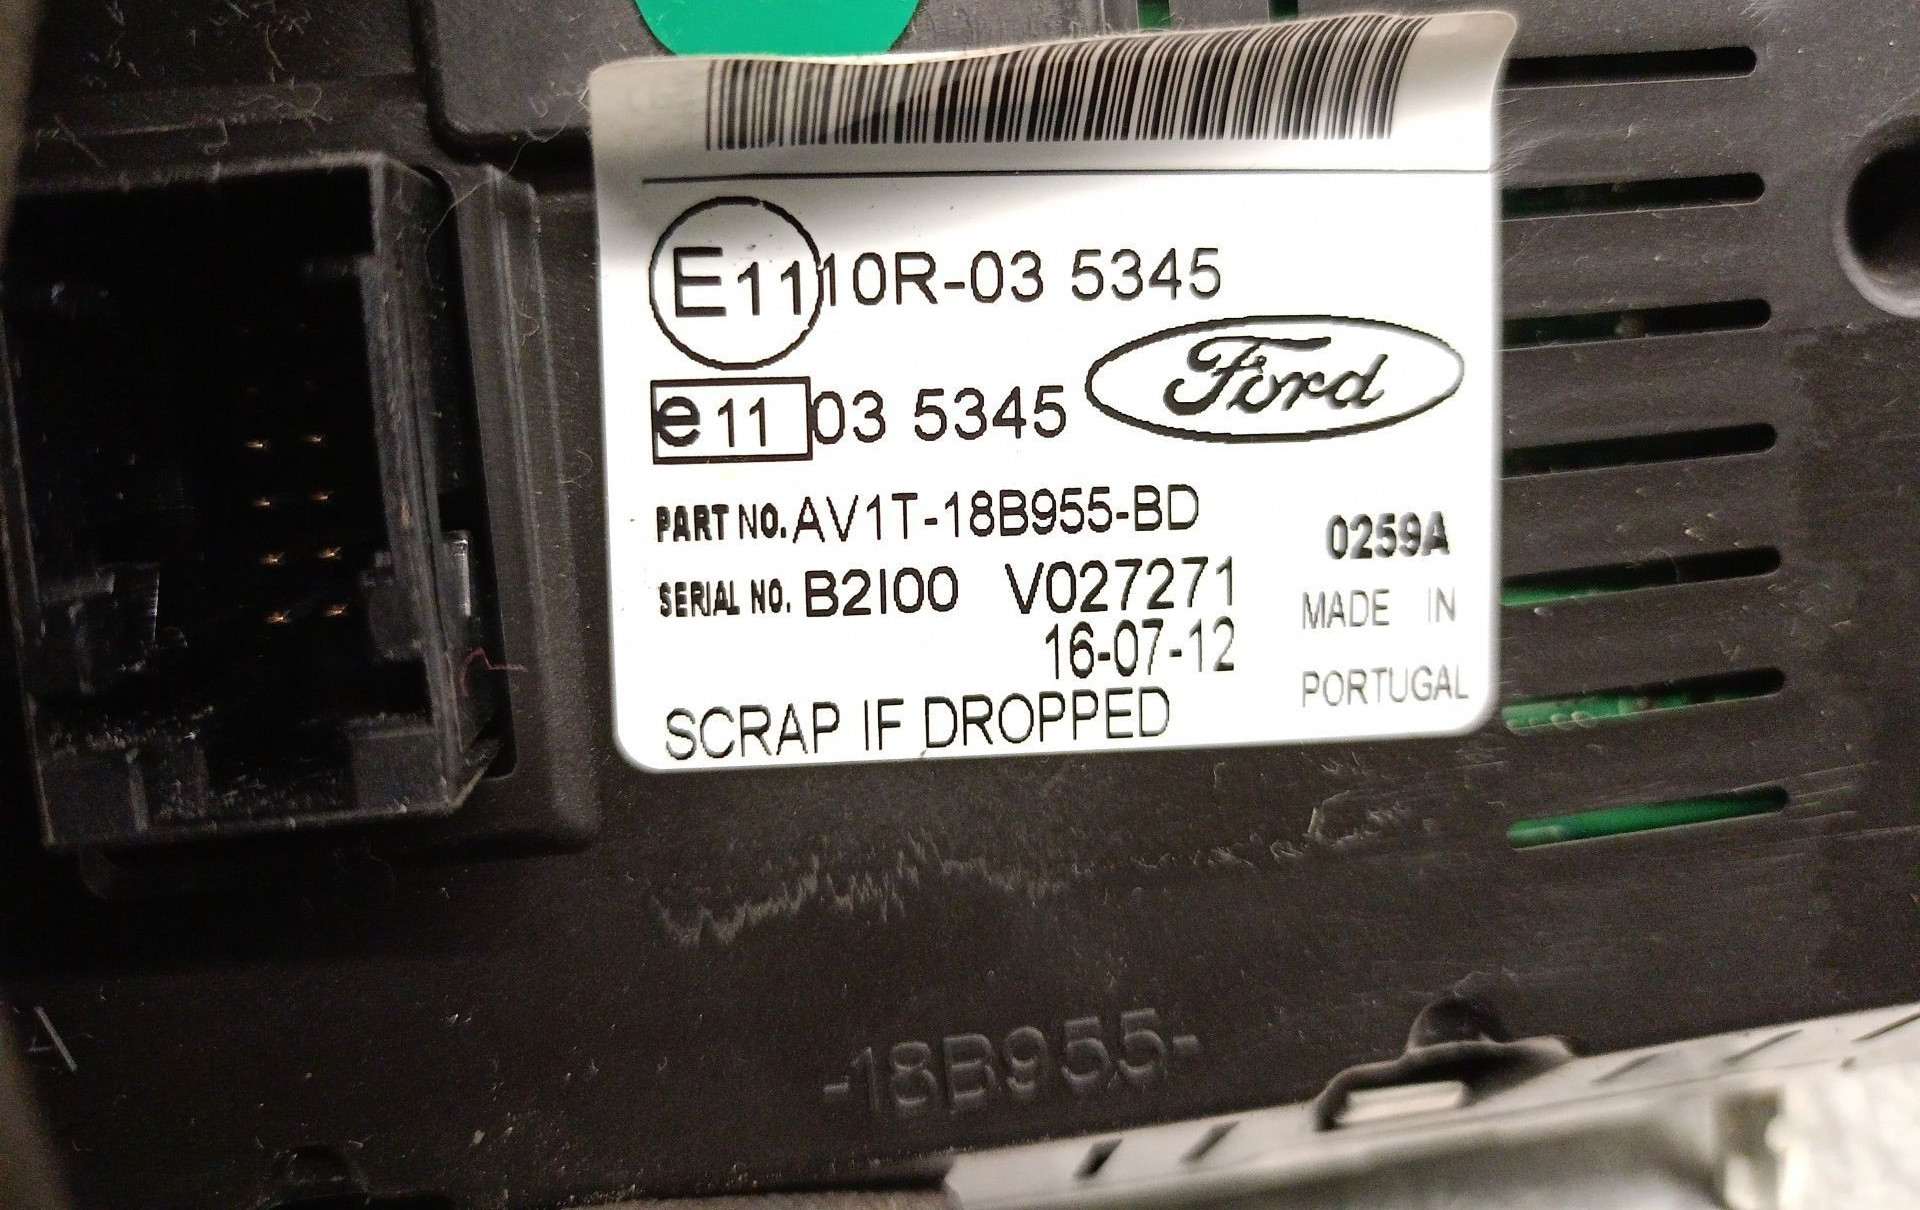 E11 10R-03 5345
Ford
e11 03 5345
PART NO. AV1T-18B955-BD
0259A
SERIAL NO. B2I00 V027271
MADE IN
16-07-12
PORTUGAL
SCRAP IF DROPPED
-18B955-